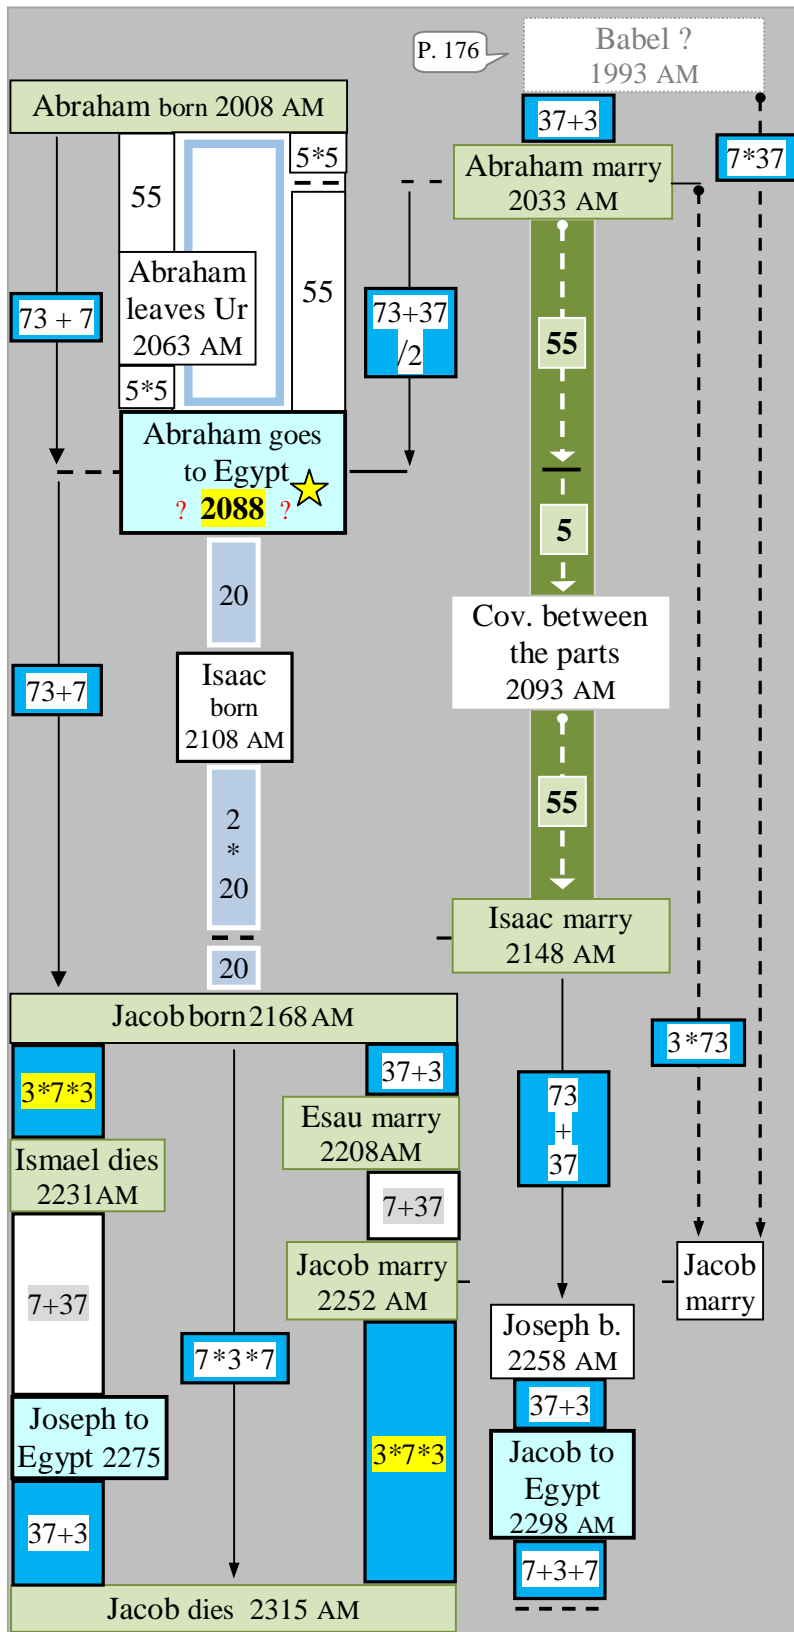 P. 176
Babel ?
1993 AM
Abraham born 2008 AM
37+3
7*37
5*5
Abraham marry
2033 AM
55
Abraham
leaves Ur
2063 AM
55
73 + 7
73+37
/2
55
5*5
Abraham goes
to Egypt
? 2088 ?
5
20
Cov. between
the parts
2093 AM
73+7
Isaac
born
2108 AM
55
2
*
20
Isaac marry
2148 AM
20
Jacob born 2168 AM
3*73
3*7*3
37+3
73
+
37
Esau marry
2208AM
Ismael dies
2231AM
7+37
Jacob marry
2252 AM
Jacob
marry
7+37
7*3*7
Joseph b.
2258 AM
37+3
Joseph to
Egypt 2275
3*7*3
Jacob to
Egypt
2298 AM
37+3
7+3+7
Jacob dies 2315 AM